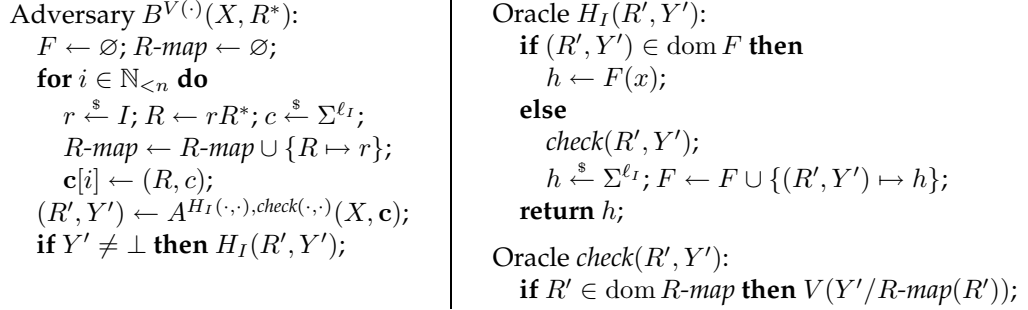 Adversary B^{V(·)}(X, R*):
F ← ∅; R-map ← ∅;
for i ∈ ℕ_{<n} do
r ←$ I; R ← rR*; c ←$ Σ^{ℓ_I};
R-map ← R-map ∪ {R ↦ r};
c[i] ← (R, c);
(R′, Y′) ← A^{H_I(·,·),check(·,·)}(X, c);
if Y′ ≠ ⊥ then H_I(R′, Y′);
Oracle H_I(R′, Y′):
if (R′, Y′) ∈ dom F then
h ← F(x);
else
check(R′, Y′);
h ←$ Σ^{ℓ_I}; F ← F ∪ {(R′, Y′) ↦ h};
return h;
Oracle check(R′, Y′):
if R′ ∈ dom R-map then V(Y′/R-map(R′));